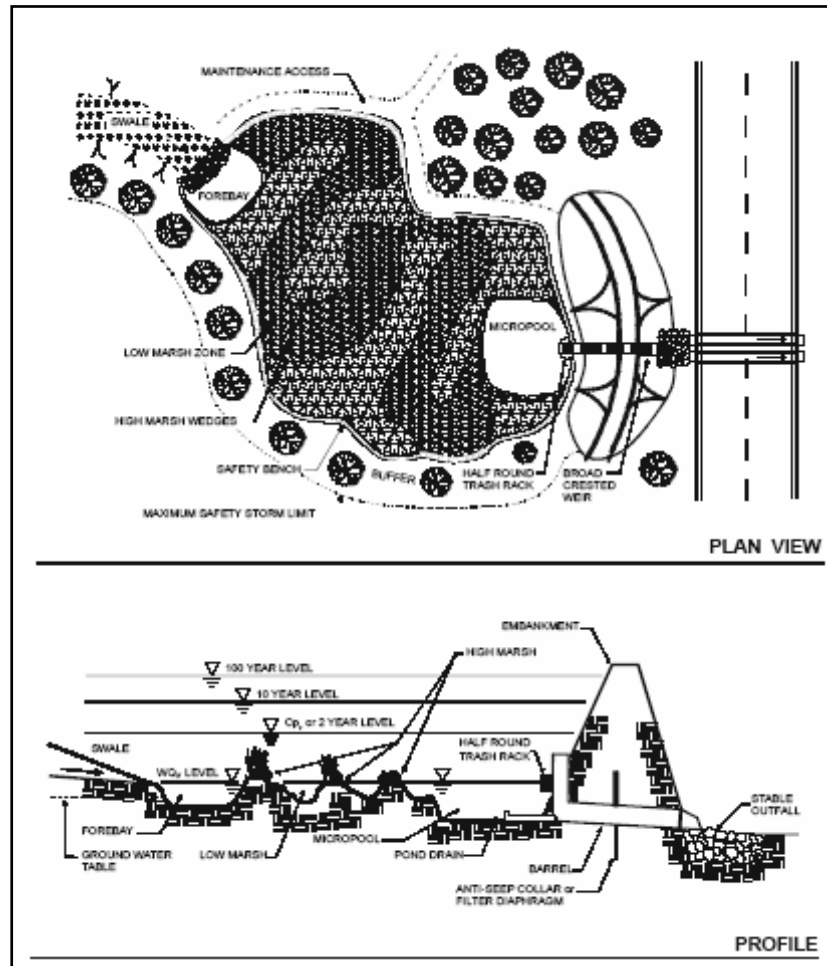 MAINTENANCE ACCESS
SWALE
FOREBAY
MICROPOOL
LOW MARSH ZONE
HIGH MARSH WEDGES
SAFETY BENCH
BUFFER
HALF ROUND
TRASH RACK
BROAD
CRESTED
WEIR
MAXIMUM SAFETY STORM LIMIT
PLAN VIEW
EMBANKMENT
HIGH MARSH
100 YEAR LEVEL
10 YEAR LEVEL
Cpv or 2 YEAR LEVEL
SWALE
WQv LEVEL
HALF ROUND
TRASH RACK
STABLE
OUTFALL
FOREBAY
MICROPOOL
LOW MARSH
POND DRAIN
GROUND WATER
TABLE
BARREL
ANTI-SEEP COLLAR or
FILTER DIAPHRAGM
PROFILE